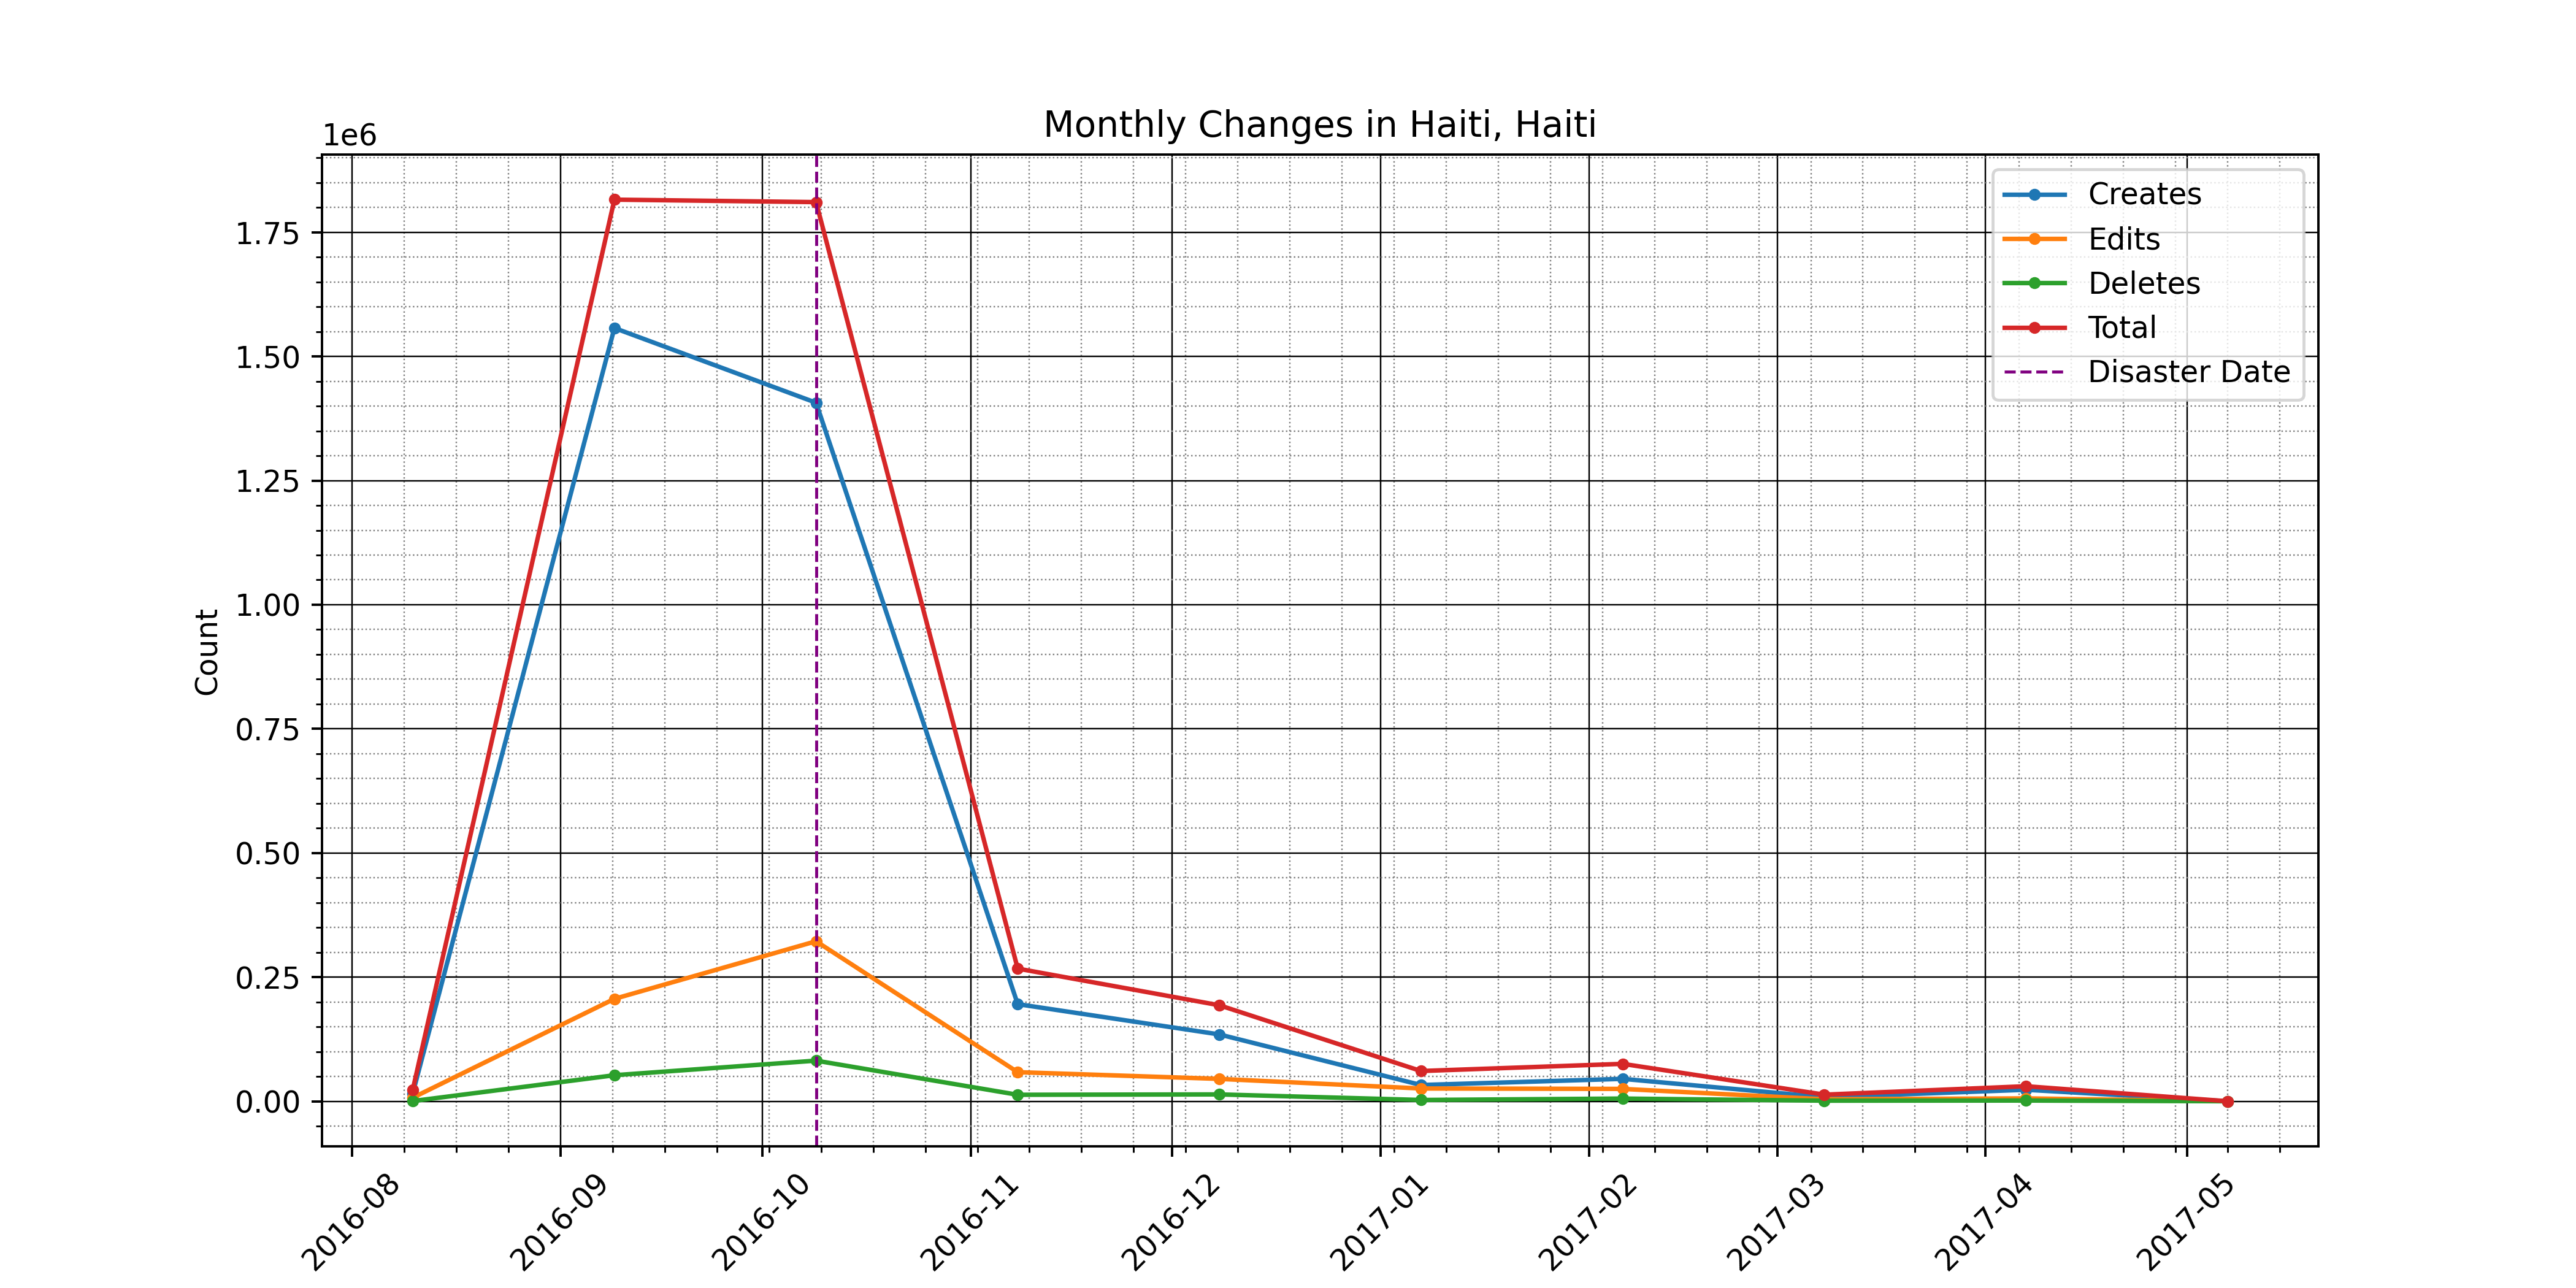 Monthly Changes in Haiti, Haiti
1e6
1.75
1.50
1.25
1.00
0.75
0.50
0.25
0.00
Count
Creates
Edits
Deletes
Total
Disaster Date
2016-08
2016-09
2016-10
2016-11
2016-12
2017-01
2017-02
2017-03
2017-04
2017-05